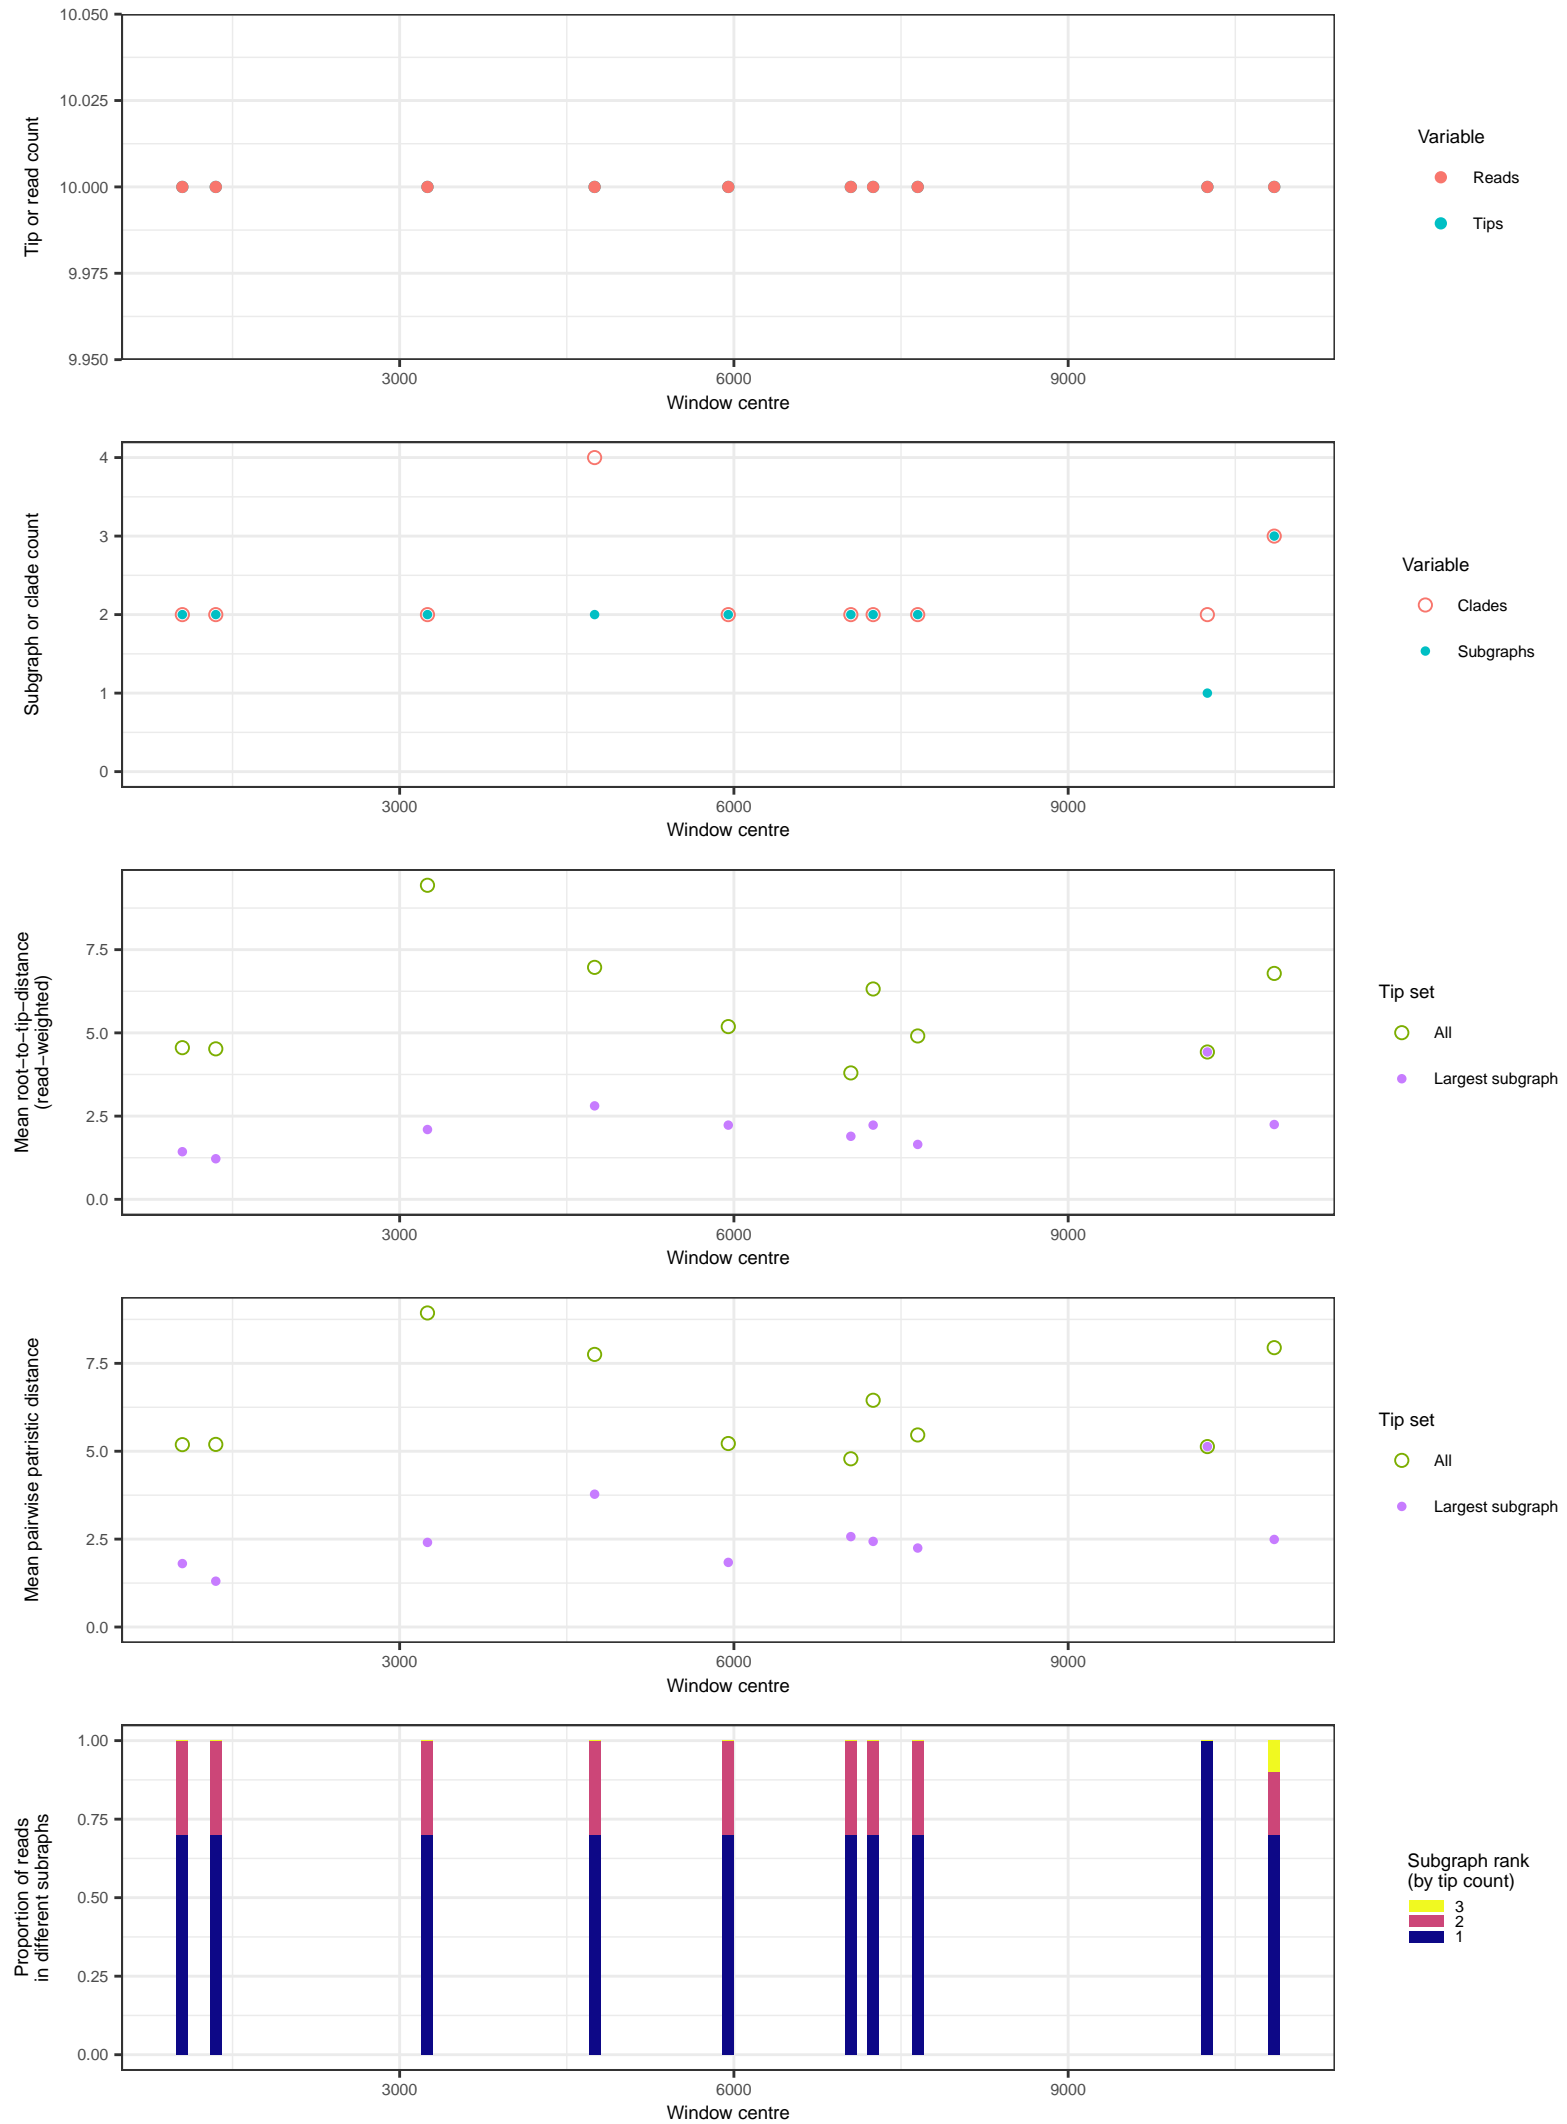 10.050
10.025
10.000
9.975
9.950
Tip or read count
3000
6000
9000
Window centre
Variable
Reads
Tips
4
3
2
1
0
Subgraph or clade count
3000
6000
9000
Window centre
Variable
Clades
Subgraphs
7.5
5.0
2.5
0.0
Mean root−to−tip−distance
(read−weighted)
3000
6000
9000
Window centre
Tip set
All
Largest subgraph
7.5
5.0
2.5
0.0
Mean pairwise patristic distance
3000
6000
9000
Window centre
Tip set
All
Largest subgraph
1.00
0.75
0.50
0.25
0.00
Proportion of reads
in different subraphs
3000
6000
9000
Window centre
Subgraph rank
(by tip count)
3
2
1